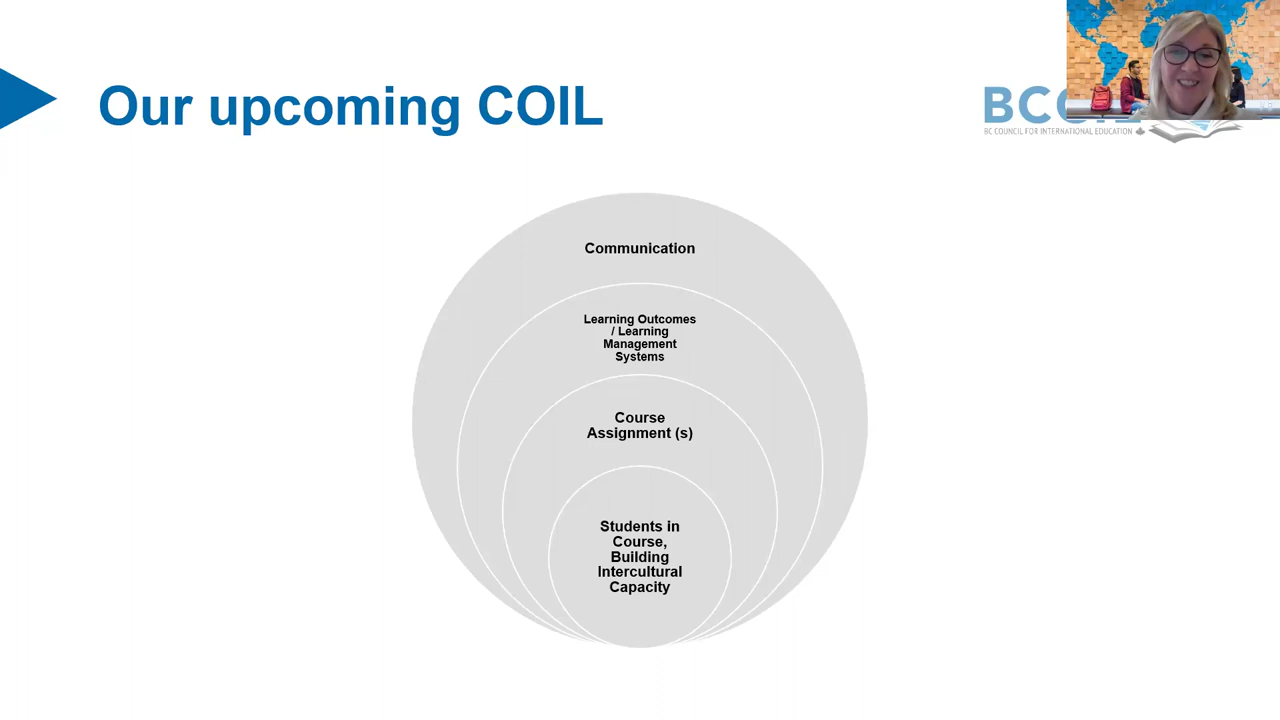 Our upcoming COIL
BC COUNCIL FOR INTERNATIONAL EDUCATION
Communication
Learning Outcomes
/ Learning
Management
Systems
Course
Assignment (s)
Students in
Course,
Building
Intercultural
Capacity